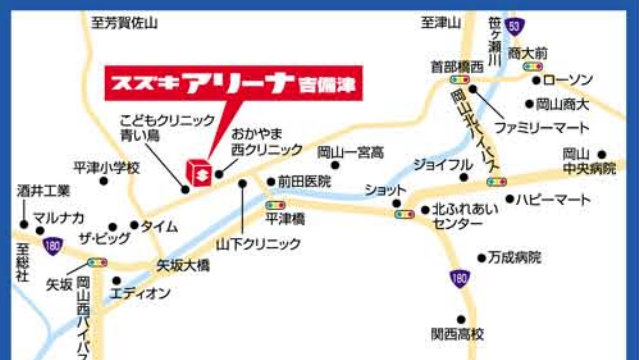 至芳賀佐山
至津山
笹ヶ瀬川
53
商大前
首部橋西
ローソン
スズキアリーナ吉備津
岡山商大
岡山北バイパス
ファミリーマート
こどもクリニック
青い鳥
おかやま
西クリニック
岡山一宮高
ジョイフル
岡山
中央病院
平津小学校
前田医院
酒井工業
ショット
ハッピーマート
マルナカ
北ふれあい
センター
ザ・ビッグ
タイム
山下クリニック
平津橋
180
至総社
矢坂大橋
万成病院
矢坂
エディオン
180
岡山西バイパス
関西高校